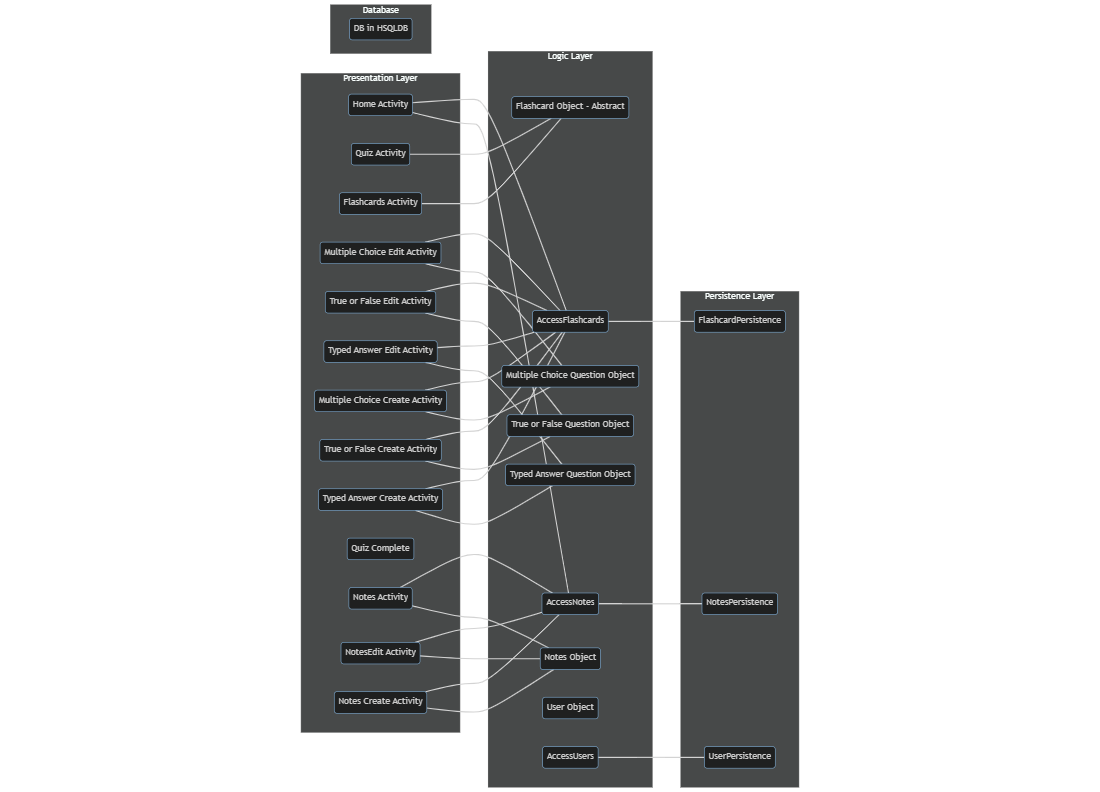 Database
DB in HSQLDB
Presentation Layer
Home Activity
Quiz Activity
Flashcards Activity
Multiple Choice Edit Activity
True or False Edit Activity
Typed Answer Edit Activity
Multiple Choice Create Activity
True or False Create Activity
Typed Answer Create Activity
Quiz Complete
Notes Activity
NotesEdit Activity
Notes Create Activity
Logic Layer
Flashcard Object - Abstract
AccessFlashcards
Multiple Choice Question Object
True or False Question Object
Typed Answer Question Object
AccessNotes
Notes Object
User Object
AccessUsers
Persistence Layer
FlashcardPersistence
NotesPersistence
UserPersistence